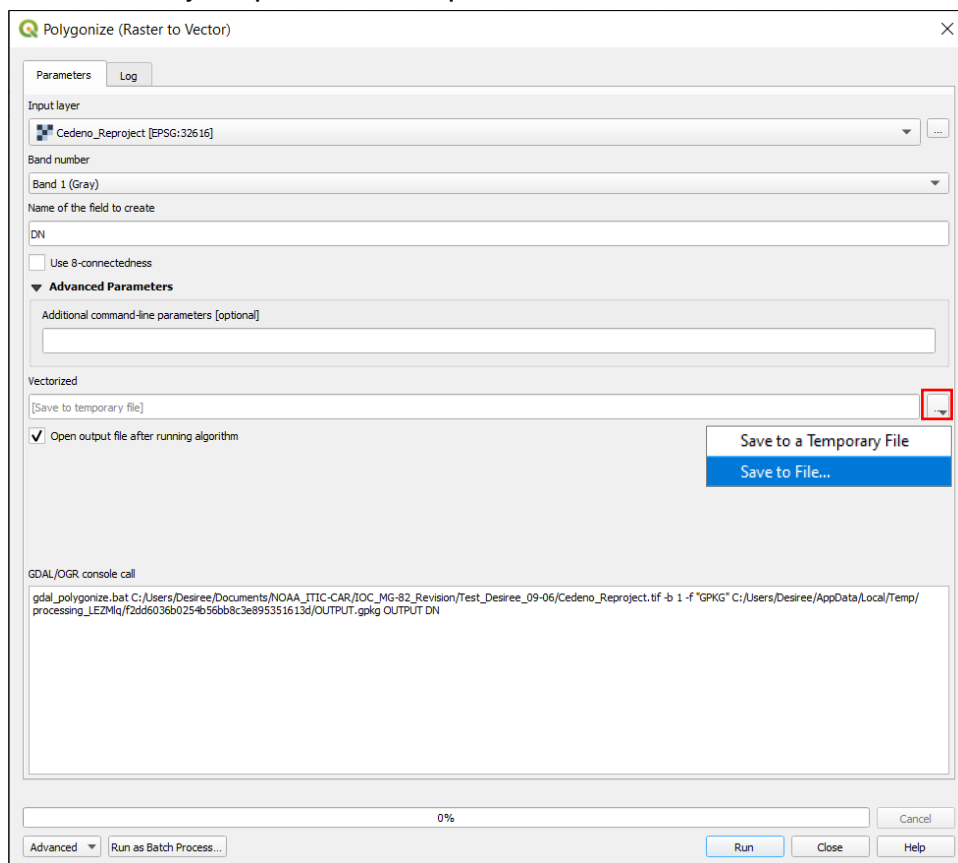 Polygonize (Raster to Vector)
Parameters Log
Input layer
Cedeno_Reproject [EPSG:32616]
...
Band number
Band 1 (Gray)
Name of the field to create
DN
Use 8-connectedness
Advanced Parameters
Additional command-line parameters [optional]
Vectorized
[Save to temporary file]
...
Open output file after running algorithm
Save to a Temporary File
Save to File...
GDAL/OGR console call
gdal_polygonize.bat C:/Users/Desiree/Documents/NOAA_ITIC-CAR/IOC_MG-82_Revision/Test_Desiree_09-06/Cedeno_Reproject.tif -b 1 -f "GPKG" C:/Users/Desiree/AppData/Local/Temp/
processing_LEZMlq/f2dd6036b0254b56bb8c3e895351613d/OUTPUT.gpkg OUTPUT DN
0%
Cancel
Advanced Run as Batch Process... Run Close Help